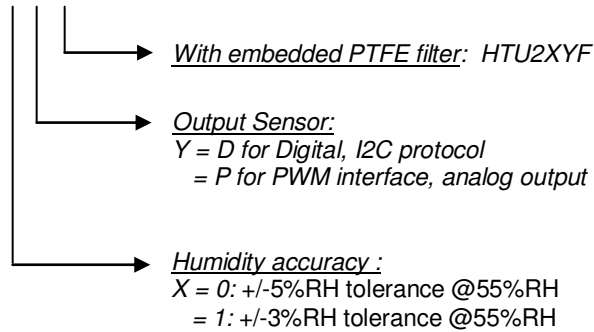 With embedded PTFE filter: HTU2XYF
Output Sensor:
Y = D for Digital, I2C protocol
= P for PWM interface, analog output
Humidity accuracy :
X = 0: +/-5%RH tolerance @55%RH
= 1: +/-3%RH tolerance @55%RH